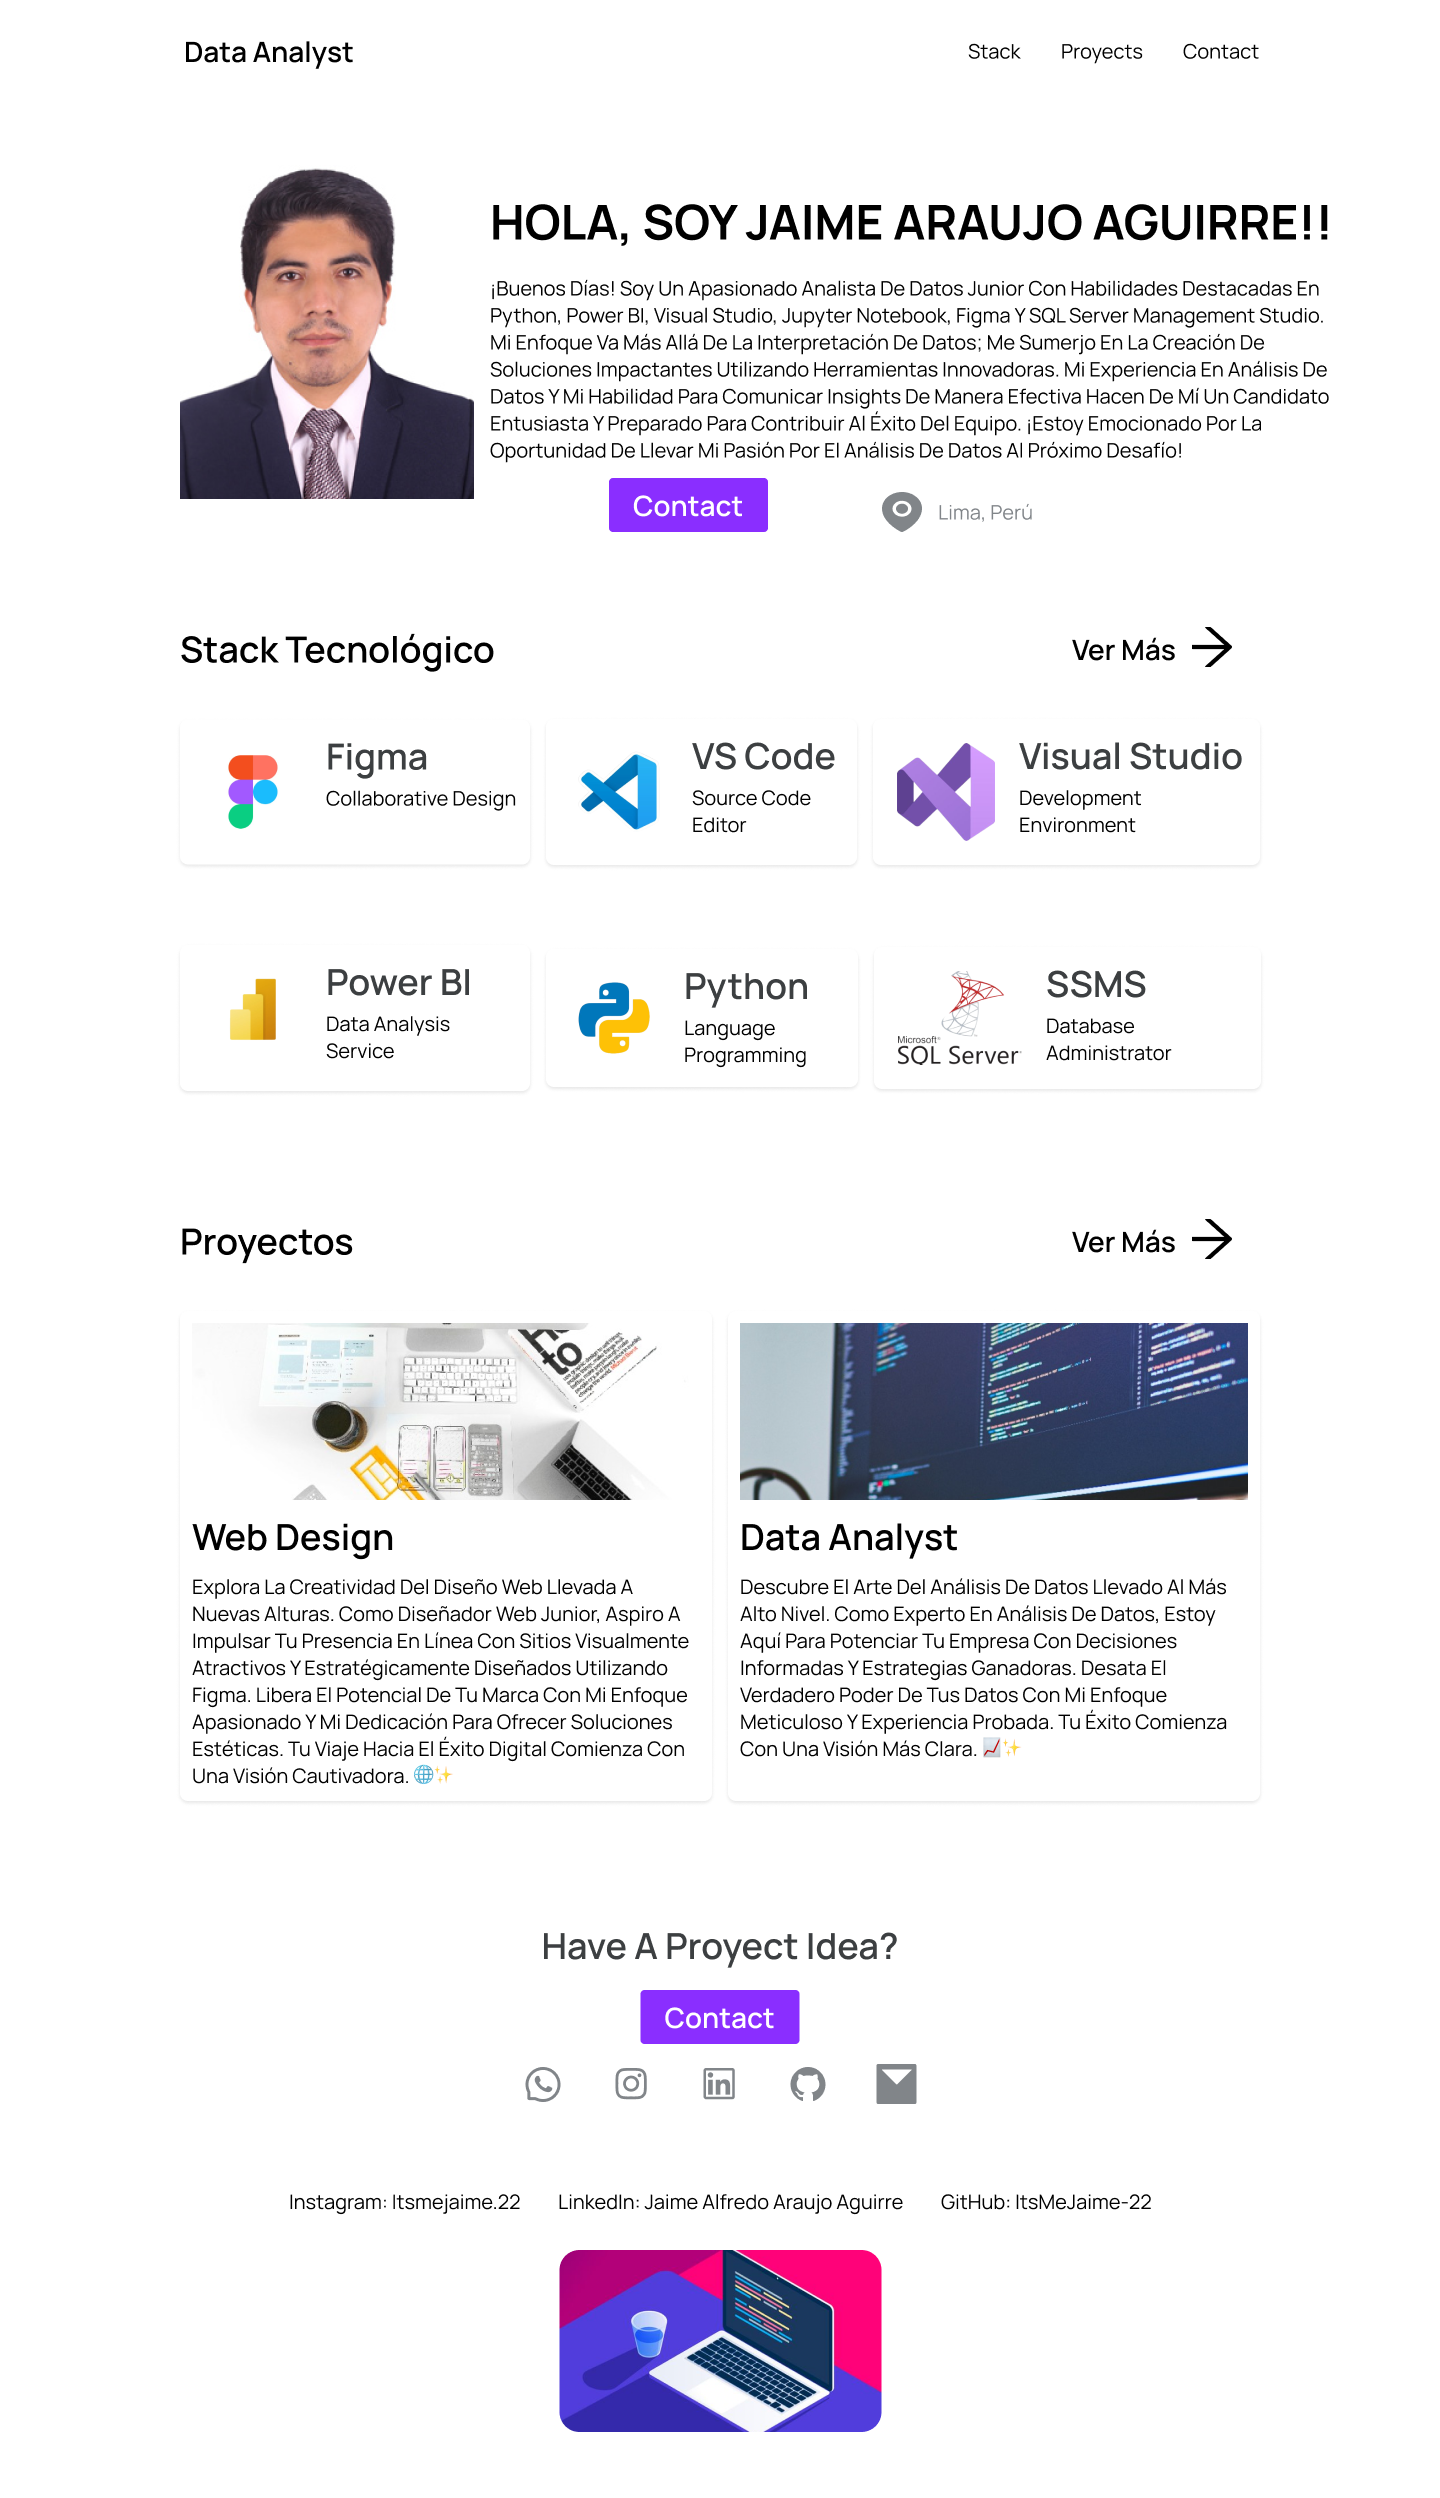 Data Analyst
Stack
Proyects
Contact
HOLA, SOY JAIME ARAUJO AGUIRRE!!
¡Buenos Días! Soy Un Apasionado Analista De Datos Junior Con Habilidades Destacadas En
Python, Power BI, Visual Studio, Jupyter Notebook, Figma Y SQL Server Management Studio.
Mi Enfoque Va Más Allá De La Interpretación De Datos; Me Sumerjo En La Creación De
Soluciones Impactantes Utilizando Herramientas Innovadoras. Mi Experiencia En Análisis De
Datos Y Mi Habilidad Para Comunicar Insights De Manera Efectiva Hacen De Mí Un Candidato
Entusiasta Y Preparado Para Contribuir Al Éxito Del Equipo. ¡Estoy Emocionado Por La
Oportunidad De Llevar Mi Pasión Por El Análisis De Datos Al Próximo Desafío!
Contact
Lima, Perú
Stack Tecnológico
Ver Más
Figma
Collaborative Design
VS Code
Source Code
Editor
Visual Studio
Development
Environment
Power BI
Data Analysis
Service
Python
Language
Programming
Microsoft®
SQL Server
SSMS
Database
Administrator
Proyectos
Ver Más
to
Web Design
Explora La Creatividad Del Diseño Web Llevada A
Nuevas Alturas. Como Diseñador Web Junior, Aspiro A
Impulsar Tu Presencia En Línea Con Sitios Visualmente
Atractivos Y Estratégicamente Diseñados Utilizando
Figma. Libera El Potencial De Tu Marca Con Mi Enfoque
Apasionado Y Mi Dedicación Para Ofrecer Soluciones
Estéticas. Tu Viaje Hacia El Éxito Digital Comienza Con
Una Visión Cautivadora. 🌐✨
Data Analyst
Descubre El Arte Del Análisis De Datos Llevado Al Más
Alto Nivel. Como Experto En Análisis De Datos, Estoy
Aquí Para Potenciar Tu Empresa Con Decisiones
Informadas Y Estrategias Ganadoras. Desata El
Verdadero Poder De Tus Datos Con Mi Enfoque
Meticuloso Y Experiencia Probada. Tu Éxito Comienza
Con Una Visión Más Clara. 📈✨
Have A Proyect Idea?
Contact
in
Instagram: Itsmejaime.22
LinkedIn: Jaime Alfredo Araujo Aguirre
GitHub: ItsMeJaime-22